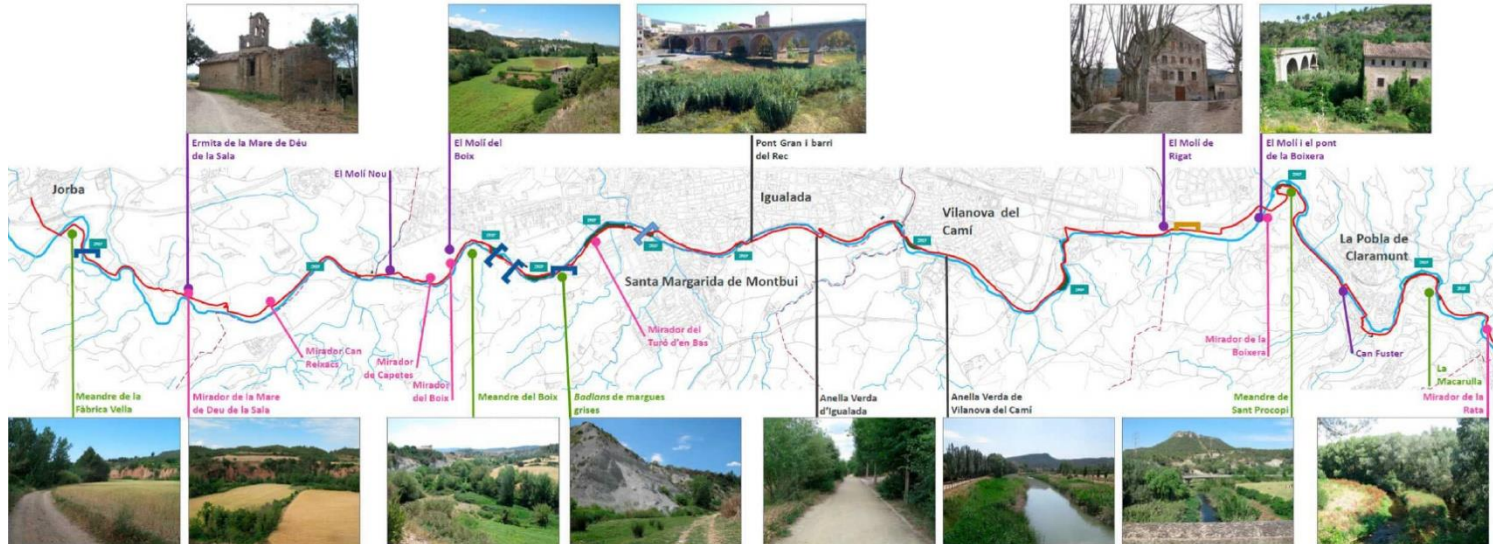 Ermita de la Mare de Déu
de la Sala
El Molí del
Boix
Pont Gran i barri
del Rec
El Molí de
Rigat
El Molí i el pont
de la Boixera
Jorba
El Molí Nou
Igualada
Vilanova del
Camí
La Pobla de
Claramunt
Santa Margarida de Montbui
Mirador del
Turó d'en Bas
Mirador Can
Reixacs
Mirador
de Capetes
Mirador
del Boix
Mirador de la
Boixera
Can Fuster
La
Macarulla
Meandre de la
Fàbrica Vella
Mirador de la Mare
de Deu de la Sala
Meandre del Boix
Badlans de margues
grises
Anella Verda
d'Igualada
Anella Verda de
Vilanova del Camí
Meandre de
Sant Procopi
Mirador de la
Rata